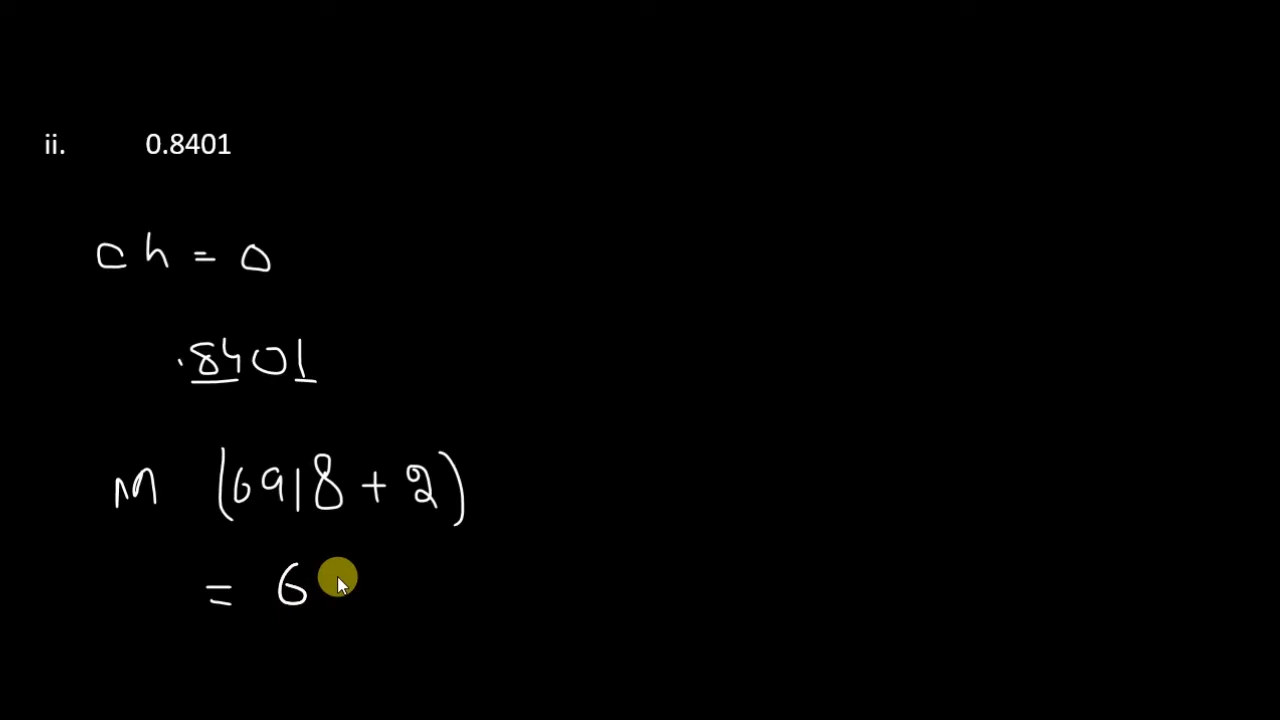 ii. 0.8401
ch = 0
.8401
M (6918 + 2)
= 6